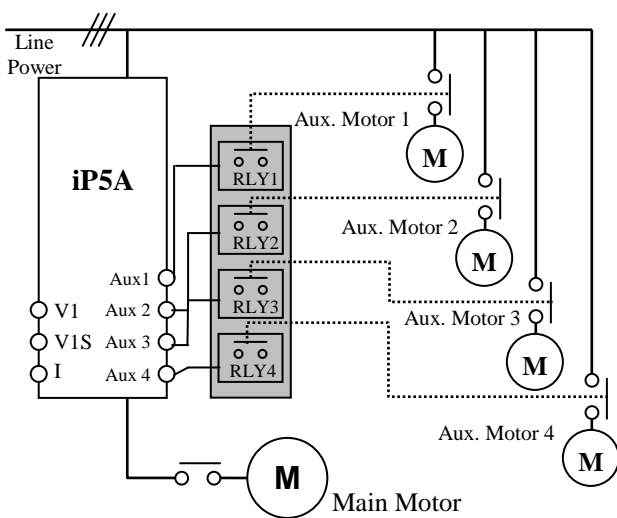 Line
Power
iP5A
Aux1
V1
Aux 2
V1S
Aux 3
I
Aux 4
RLY1
RLY2
RLY3
RLY4
Aux. Motor 1
M
Aux. Motor 2
M
Aux. Motor 3
M
Aux. Motor 4
M
M
Main Motor